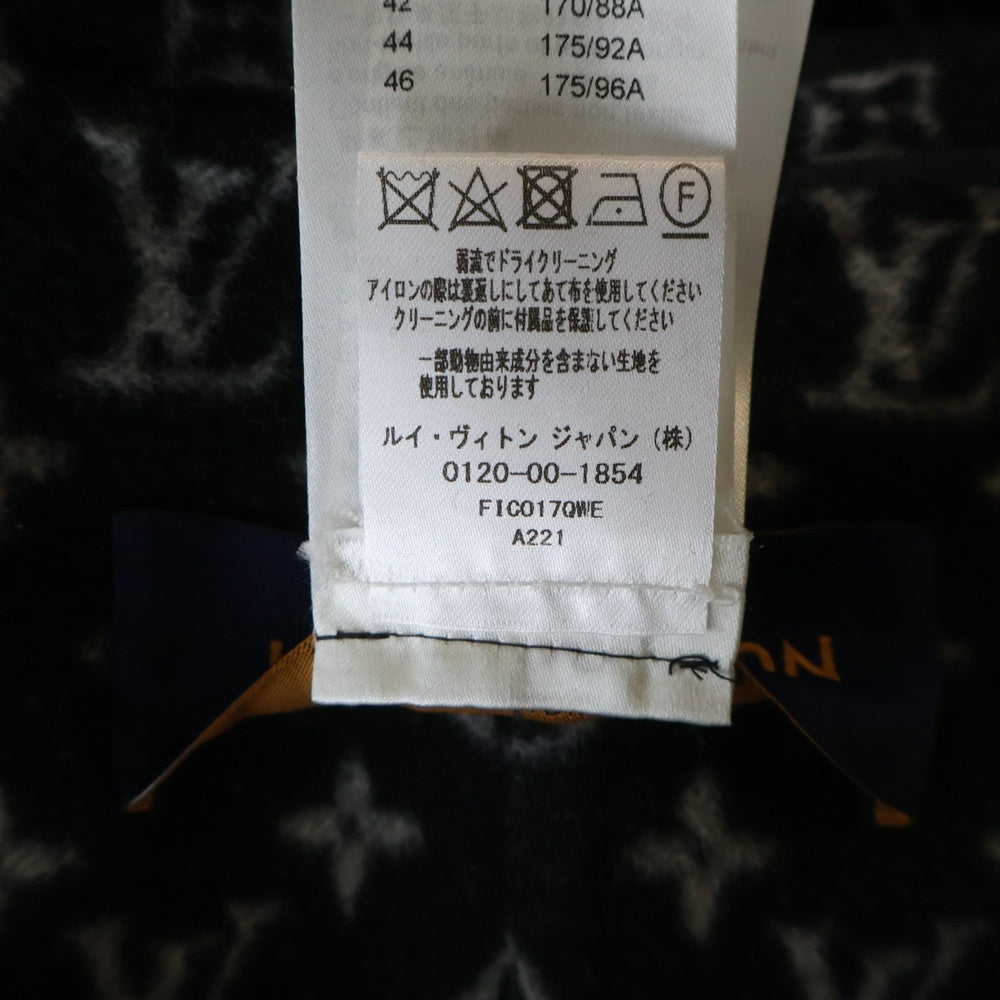 42 170/88A
44 175/92A
46 175/96A
F
弱流でドライクリーニング
アイロンの際は裏返しにしてあて布を使用してください
クリーニングの前に付属品を保護してください
一部動物由来成分を含まない生地を
使用しております
ルイ・ヴィトン ジャパン (株)
0120-00-1854
FICO17QWE
A221